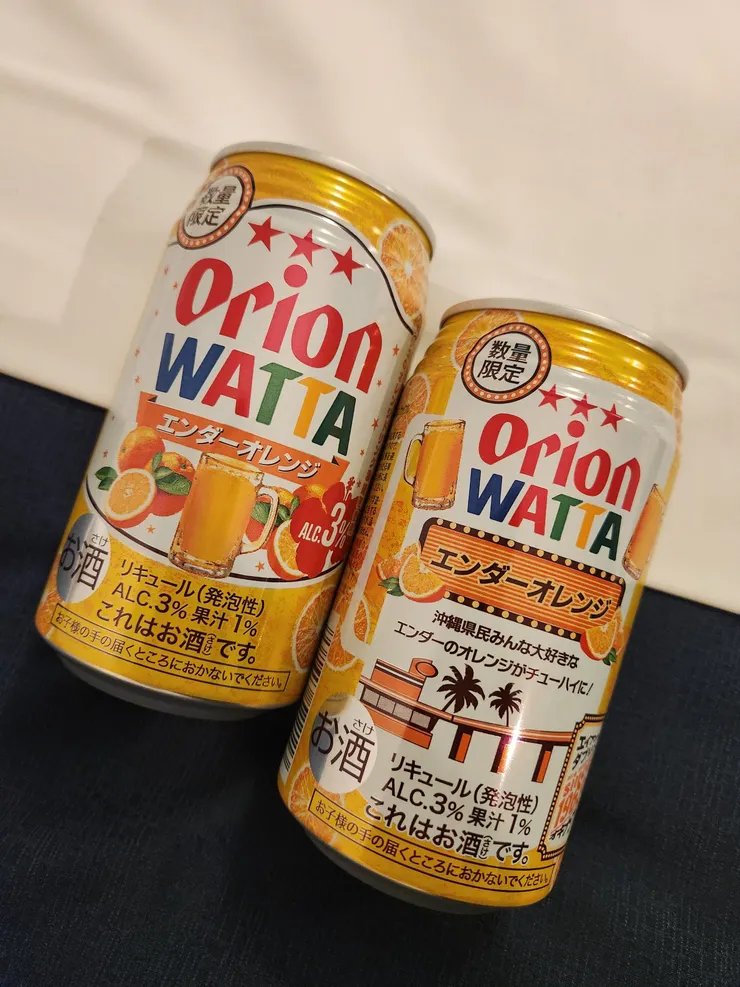 数量
限定
Orion
WATTA
エンダーオレンジ
ALC.3%
お酒
さけ
リキュール(発泡性)
ALC.3% 果汁1%
これはお酒です。
さけ
お子様の手の届くところにおかないでください。
数量
限定
Orion
WATTA
エンダーオレンジ
沖縄県民みんな大好きな
エンダーのオレンジがチューハイに!
お酒
さけ
リキュール(発泡性)
ALC.3% 果汁1%
これはお酒です。
さけ
お子様の手の届くところにおかないでください。